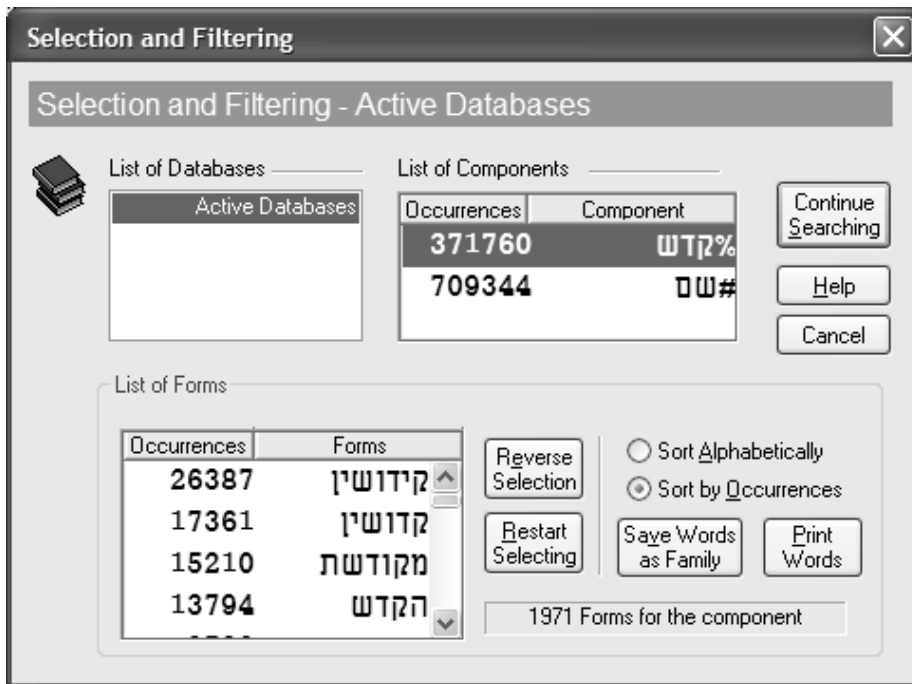 Selection and Filtering
Selection and Filtering - Active Databases
List of Databases
Active Databases
List of Components
Occurrences Component
371760 %קדש
709344 #שם
Continue Searching
Help
Cancel
List of Forms
Occurrences Forms
26387 קידושין
17361 קדושין
15210 מקודשת
13794 הקדש
Reverse Selection
Restart Selecting
Sort Alphabetically
Sort by Occurrences
Save Words as Family
Print Words
1971 Forms for the component